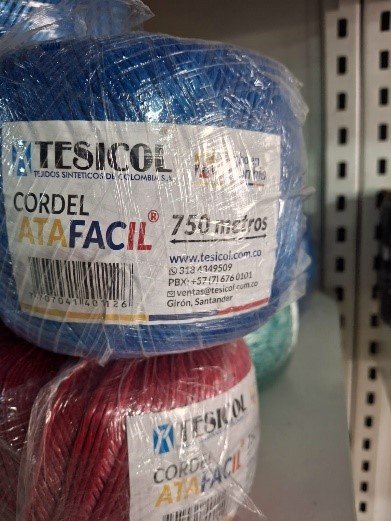 TESICOL
TEJIDOS SINTETICOS DE COLOMBIA S.A.
CORDEL
ATAFACIL®
750 metros
www.tesicol.com.co
318 4349509
PBX: +57 (7) 676 0101
ventas@tesicol.com.co
Girón, Santander
TESICOL
CORDEL
ATAFACIL